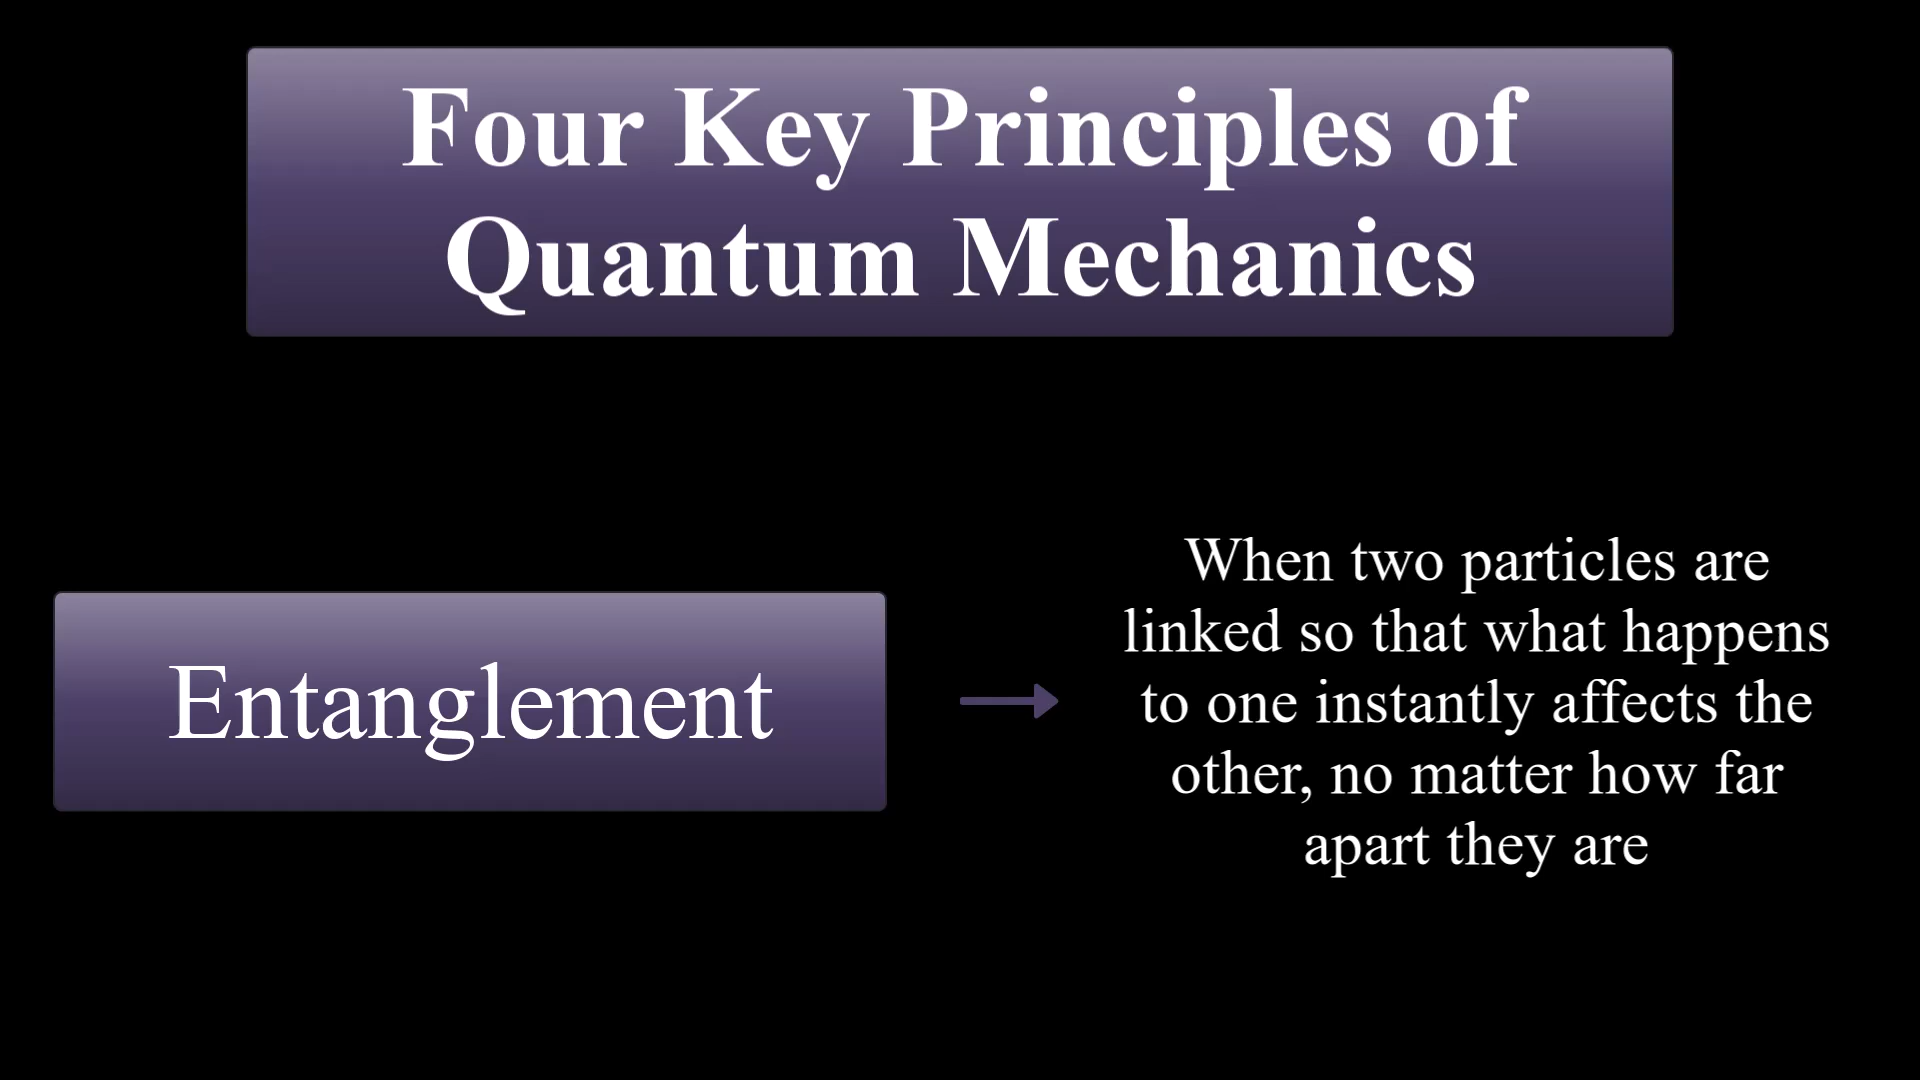 Four Key Principles of
Quantum Mechanics
Entanglement
When two particles are
linked so that what happens
to one instantly affects the
other, no matter how far
apart they are